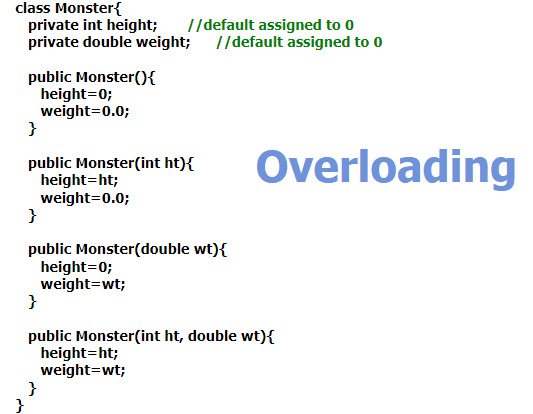 class Monster{
private int height; //default assigned to 0
private double weight; //default assigned to 0
public Monster(){
height=0;
weight=0.0;
}
public Monster(int ht){
height=ht;
weight=0.0;
}
Overloading
public Monster(double wt){
height=0;
weight=wt;
}
public Monster(int ht, double wt){
height=ht;
weight=wt;
}
}